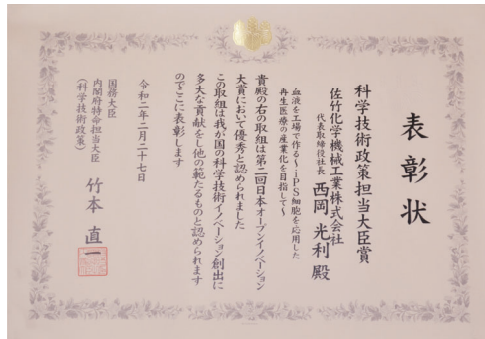 表彰状
科学技術政策担当大臣賞
佐竹化学機械工業株式会社
代表取締役社長 西岡 光利 殿
血液を工場で作る〜iPS細胞を応用した
再生医療の産業化を目指して〜
貴殿の右の取組は第二回日本オープンイノベーション
大賞において優秀と認められました
この取組は我が国の科学技術イノベーション創出に
多大な貢献をし他の範たるものと認められます
のでここに表彰します
令和二年二月二十七日
国務大臣
内閣府特命担当大臣
(科学技術政策)
竹本 直一